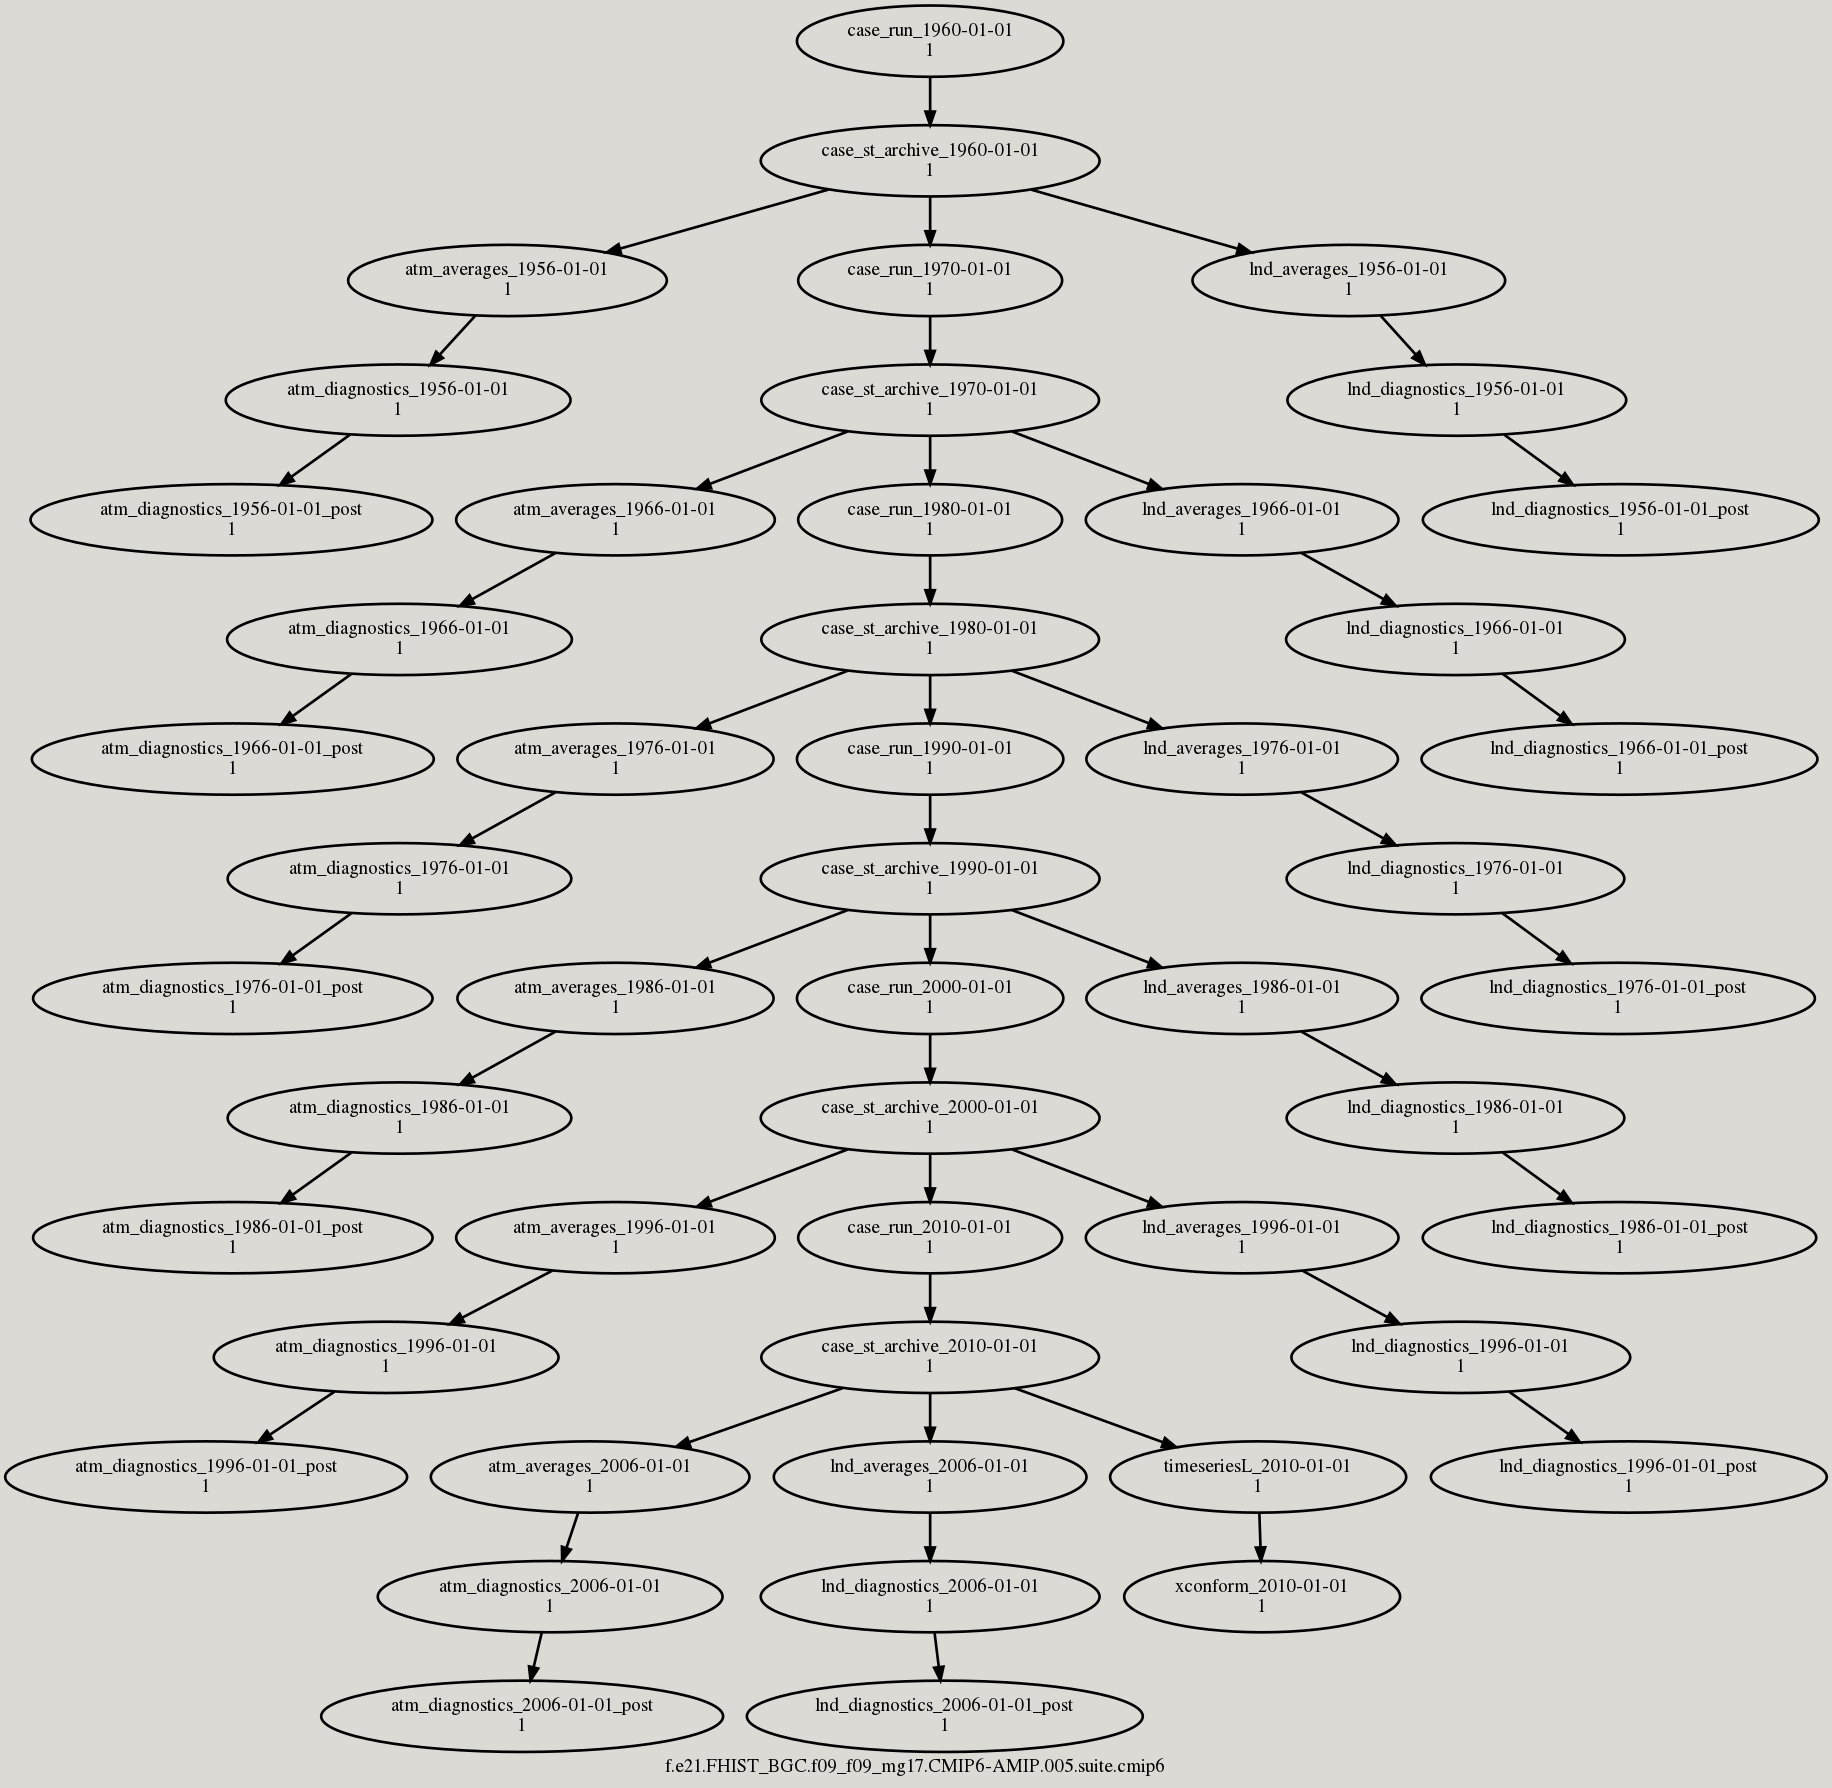 case_run_1960-01-01
1
case_st_archive_1960-01-01
1
atm_averages_1956-01-01
1
case_run_1970-01-01
1
lnd_averages_1956-01-01
1
atm_diagnostics_1956-01-01
1
case_st_archive_1970-01-01
1
lnd_diagnostics_1956-01-01
1
atm_diagnostics_1956-01-01_post
1
atm_averages_1966-01-01
1
case_run_1980-01-01
1
lnd_averages_1966-01-01
1
lnd_diagnostics_1956-01-01_post
1
atm_diagnostics_1966-01-01
1
case_st_archive_1980-01-01
1
lnd_diagnostics_1966-01-01
1
atm_diagnostics_1966-01-01_post
1
atm_averages_1976-01-01
1
case_run_1990-01-01
1
lnd_averages_1976-01-01
1
lnd_diagnostics_1966-01-01_post
1
atm_diagnostics_1976-01-01
1
case_st_archive_1990-01-01
1
lnd_diagnostics_1976-01-01
1
atm_diagnostics_1976-01-01_post
1
atm_averages_1986-01-01
1
case_run_2000-01-01
1
lnd_averages_1986-01-01
1
lnd_diagnostics_1976-01-01_post
1
atm_diagnostics_1986-01-01
1
case_st_archive_2000-01-01
1
lnd_diagnostics_1986-01-01
1
atm_diagnostics_1986-01-01_post
1
atm_averages_1996-01-01
1
case_run_2010-01-01
1
lnd_averages_1996-01-01
1
lnd_diagnostics_1986-01-01_post
1
atm_diagnostics_1996-01-01
1
case_st_archive_2010-01-01
1
lnd_diagnostics_1996-01-01
1
atm_diagnostics_1996-01-01_post
1
atm_averages_2006-01-01
1
lnd_averages_2006-01-01
1
timeseriesL_2010-01-01
1
lnd_diagnostics_1996-01-01_post
1
atm_diagnostics_2006-01-01
1
lnd_diagnostics_2006-01-01
1
xconform_2010-01-01
1
atm_diagnostics_2006-01-01_post
1
lnd_diagnostics_2006-01-01_post
1
f.e21.FHIST_BGC.f09_f09_mg17.CMIP6-AMIP.005.suite.cmip6